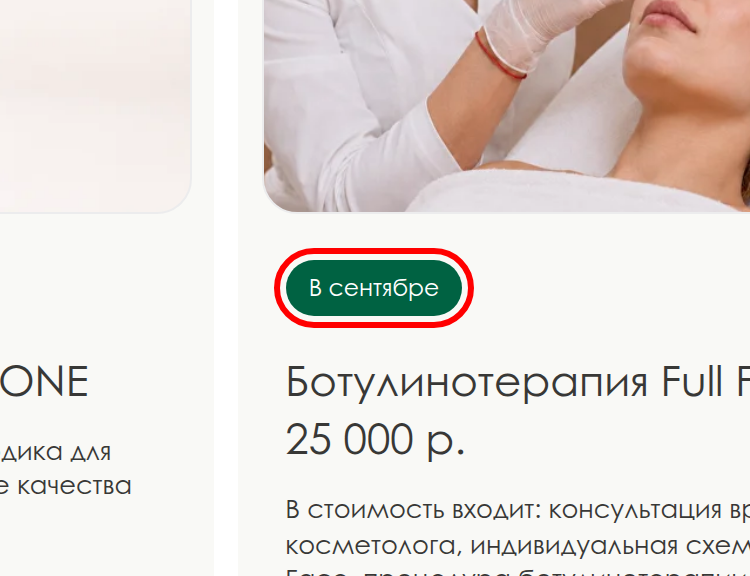 В сентябре
ONE
дика для
е качества
Ботулинотерапия Full F
25 000 р.
В стоимость входит: консультация вр
косметолога, индивидуальная схем